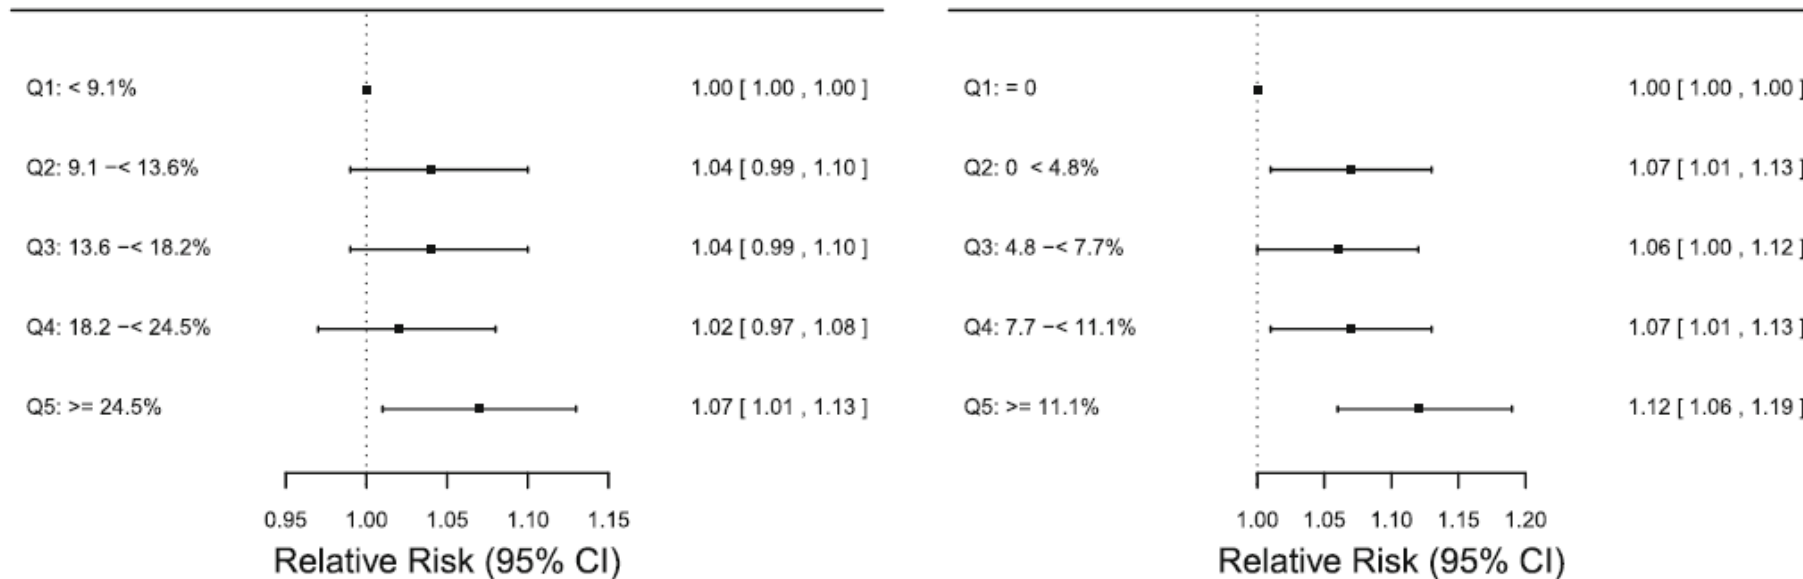 Q1: < 9.1% 1.00 [ 1.00 , 1.00 ]
Q2: 9.1 −< 13.6% 1.04 [ 0.99 , 1.10 ]
Q3: 13.6 −< 18.2% 1.04 [ 0.99 , 1.10 ]
Q4: 18.2 −< 24.5% 1.02 [ 0.97 , 1.08 ]
Q5: >= 24.5% 1.07 [ 1.01 , 1.13 ]
0.95 1.00 1.05 1.10 1.15
Relative Risk (95% CI)
Q1: = 0 1.00 [ 1.00 , 1.00 ]
Q2: 0 < 4.8% 1.07 [ 1.01 , 1.13 ]
Q3: 4.8 −< 7.7% 1.06 [ 1.00 , 1.12 ]
Q4: 7.7 −< 11.1% 1.07 [ 1.01 , 1.13 ]
Q5: >= 11.1% 1.12 [ 1.06 , 1.19 ]
1.00 1.05 1.10 1.15 1.20
Relative Risk (95% CI)